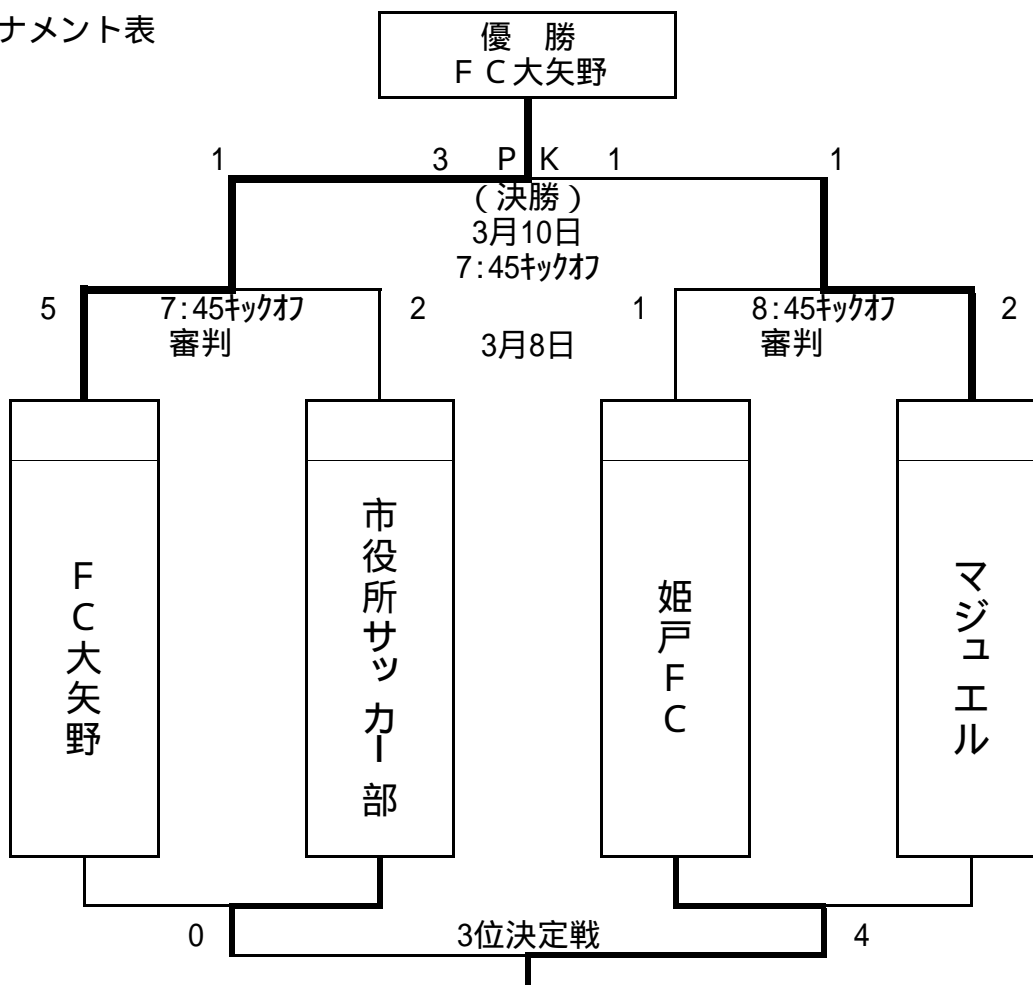 ナメント表
優 勝
ＦＣ大矢野
1 3 ＰＫ 1 1
(決勝)
3月10日
7:45ｷｯｸｵﾌ
5 7:45ｷｯｸｵﾌ 2 1 8:45ｷｯｸｵﾌ 2
審判 3月8日 審判
ＦＣ大矢野
市役所サッカー部
姫戸ＦＣ
マジュエル
0 3位決定戦 4